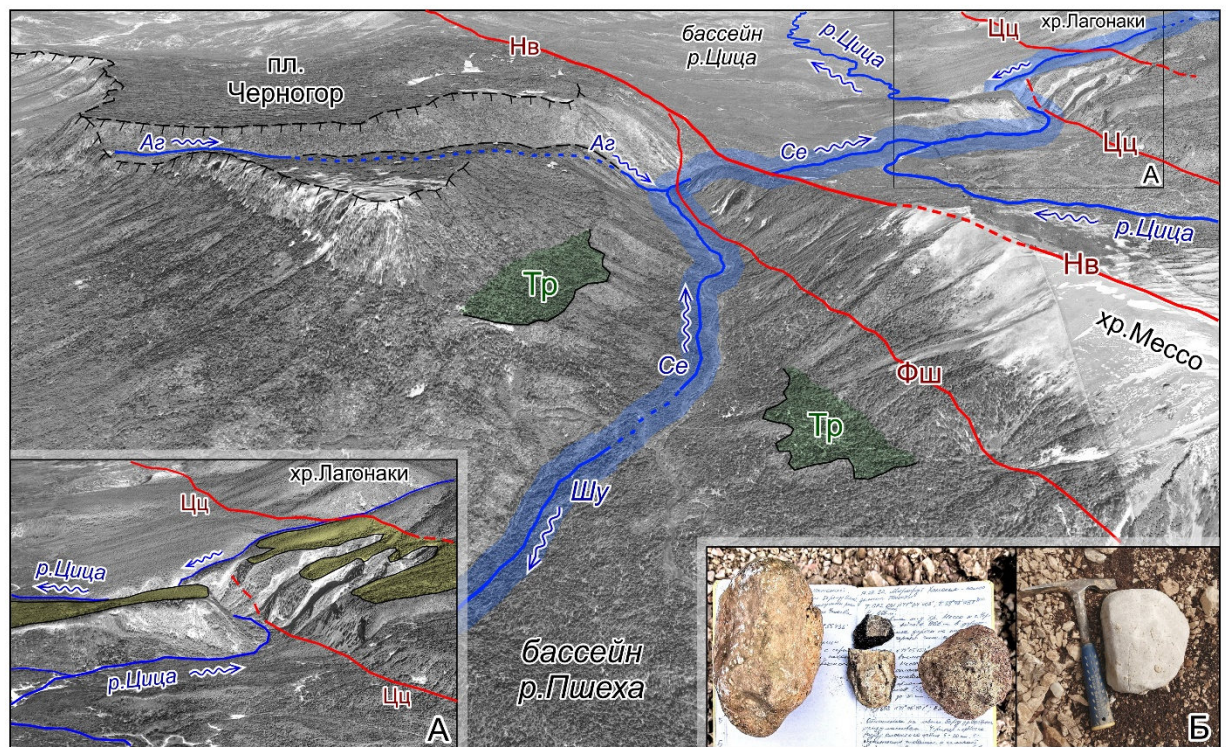 Нв
бассейн
р.Цица
р.Цица
Цц
хр.Лагонаки
пл.
Черногор
Аг
Аг
Се
Цц
А
р.Цица
Тр
Нв
хр.Мессо
Се
Фш
Тр
Шу
хр.Лагонаки
Цц
р.Цица
р.Цица
Цц
А
бассейн
р.Пшеха
Б